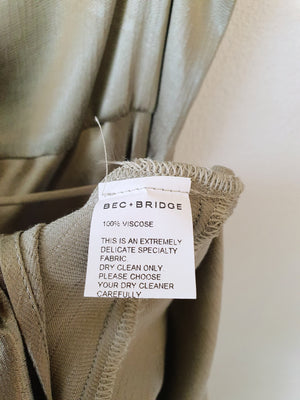 BEC+BRIDGE
100% VISCOSE
THIS IS AN EXTREMELY
DELICATE SPECIALTY
FABRIC
DRY CLEAN ONLY
PLEASE CHOOSE
YOUR DRY CLEANER
CAREFULLY